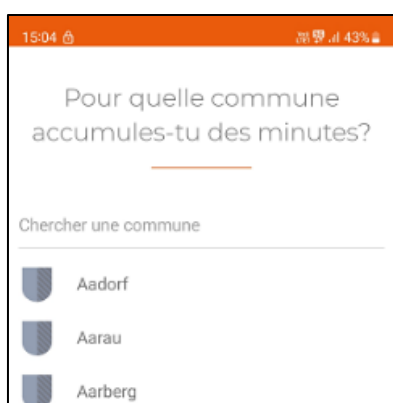 15:04
43%
Pour quelle commune
accumules-tu des minutes?
Chercher une commune
Aadorf
Aarau
Aarberg